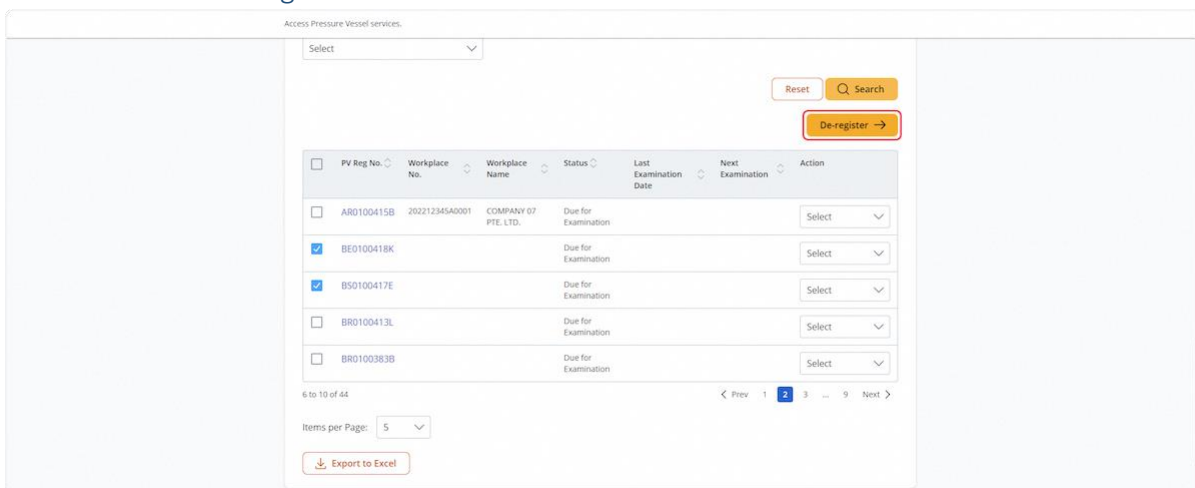 Access Pressure Vessel services.
Select
Reset Search
De-register →
PV Reg No. Workplace No. Workplace Name Status Last Examination Date Next Examination Action
AR0100415B 202212345A0001 COMPANY 07 PTE. LTD. Due for Examination Select
BE0100418K Due for Examination Select
BS0100417E Due for Examination Select
BR0100413L Due for Examination Select
BR0100383B Due for Examination Select
6 to 10 of 44 Prev 1 2 3 ... 9 Next
Items per Page: 5
Export to Excel